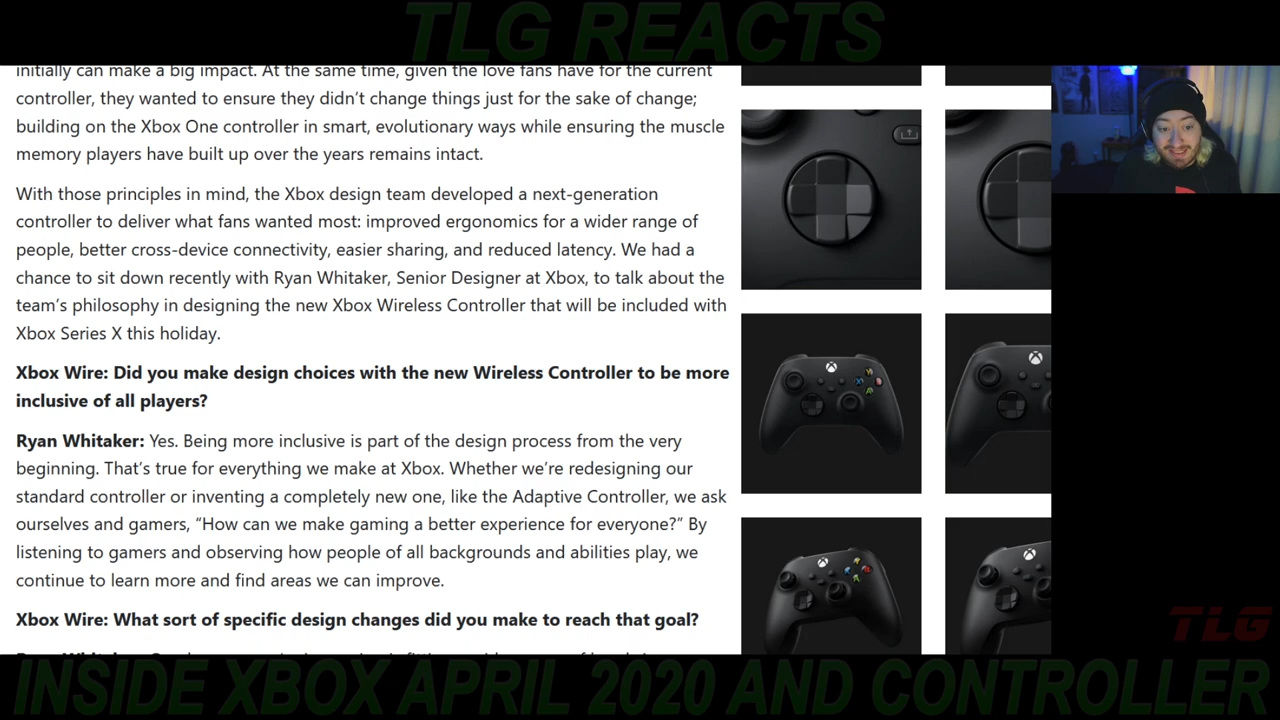 TLG REACTS
initially can make a big impact. At the same time, given the love fans have for the current
controller, they wanted to ensure they didn’t change things just for the sake of change;
building on the Xbox One controller in smart, evolutionary ways while ensuring the muscle
memory players have built up over the years remains intact.
With those principles in mind, the Xbox design team developed a next-generation
controller to deliver what fans wanted most: improved ergonomics for a wider range of
people, better cross-device connectivity, easier sharing, and reduced latency. We had a
chance to sit down recently with Ryan Whitaker, Senior Designer at Xbox, to talk about the
team’s philosophy in designing the new Xbox Wireless Controller that will be included with
Xbox Series X this holiday.
Xbox Wire: Did you make design choices with the new Wireless Controller to be more
inclusive of all players?
Ryan Whitaker: Yes. Being more inclusive is part of the design process from the very
beginning. That’s true for everything we make at Xbox. Whether we’re redesigning our
standard controller or inventing a completely new one, like the Adaptive Controller, we ask
ourselves and gamers, “How can we make gaming a better experience for everyone?” By
listening to gamers and observing how people of all backgrounds and abilities play, we
continue to learn more and find areas we can improve.
Xbox Wire: What sort of specific design changes did you make to reach that goal?
TLG
INSIDE XBOX APRIL 2020 AND CONTROLLER